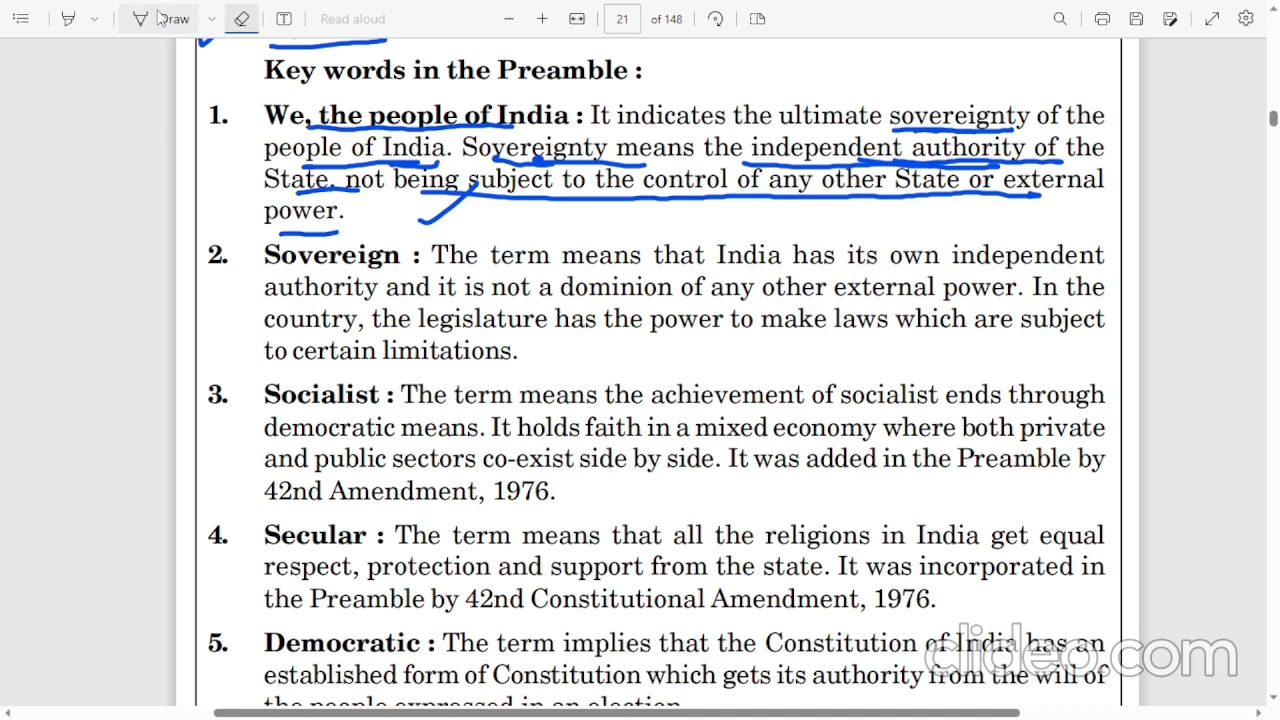 Draw
Read aloud
21 of 148
Key words in the Preamble :
1. We, the people of India : It indicates the ultimate sovereignty of the
people of India. Sovereignty means the independent authority of the
State, not being subject to the control of any other State or external
power.
2. Sovereign : The term means that India has its own independent
authority and it is not a dominion of any other external power. In the
country, the legislature has the power to make laws which are subject
to certain limitations.
3. Socialist : The term means the achievement of socialist ends through
democratic means. It holds faith in a mixed economy where both private
and public sectors co-exist side by side. It was added in the Preamble by
42nd Amendment, 1976.
4. Secular : The term means that all the religions in India get equal
respect, protection and support from the state. It was incorporated in
the Preamble by 42nd Constitutional Amendment, 1976.
5. Democratic : The term implies that the Constitution of India has an
established form of Constitution which gets its authority from the will of
the people expressed in an election.
clideo.com